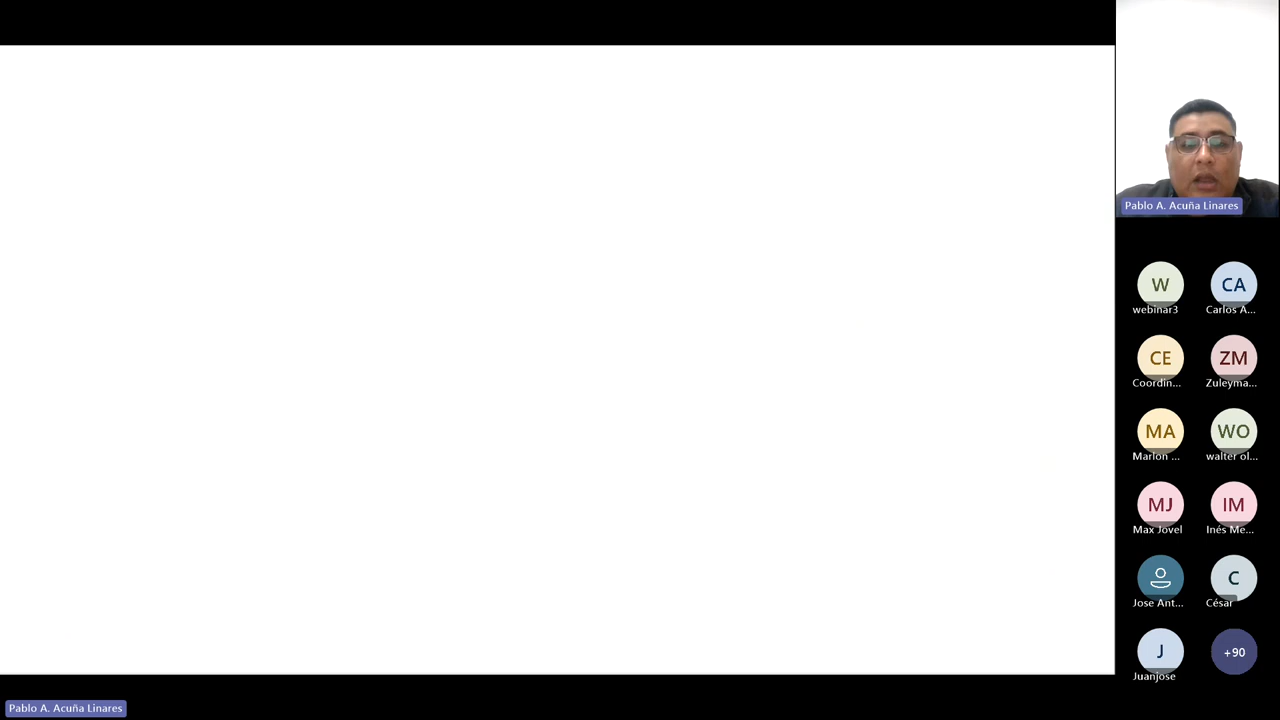 Pablo A. Acuña Linares
W
CA
webinar3
Carlos A...
CE
ZM
Coordin...
Zuleyma...
MA
WO
Marlon ...
walter ol...
MJ
IM
Max Jovel
Inés Me...
C
Jose Ant...
César
J
+90
Juanjose
Pablo A. Acuña Linares